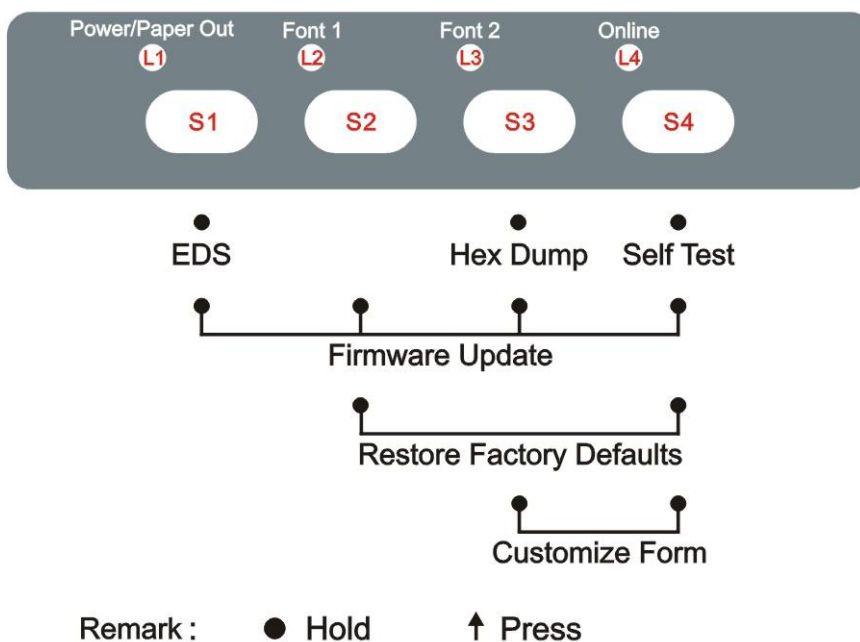 Power/Paper Out Font 1 Font 2 Online
L1 L2 L3 L4
S1 S2 S3 S4
EDS Hex Dump Self Test
Firmware Update
Restore Factory Defaults
Customize Form
Remark : Hold Press